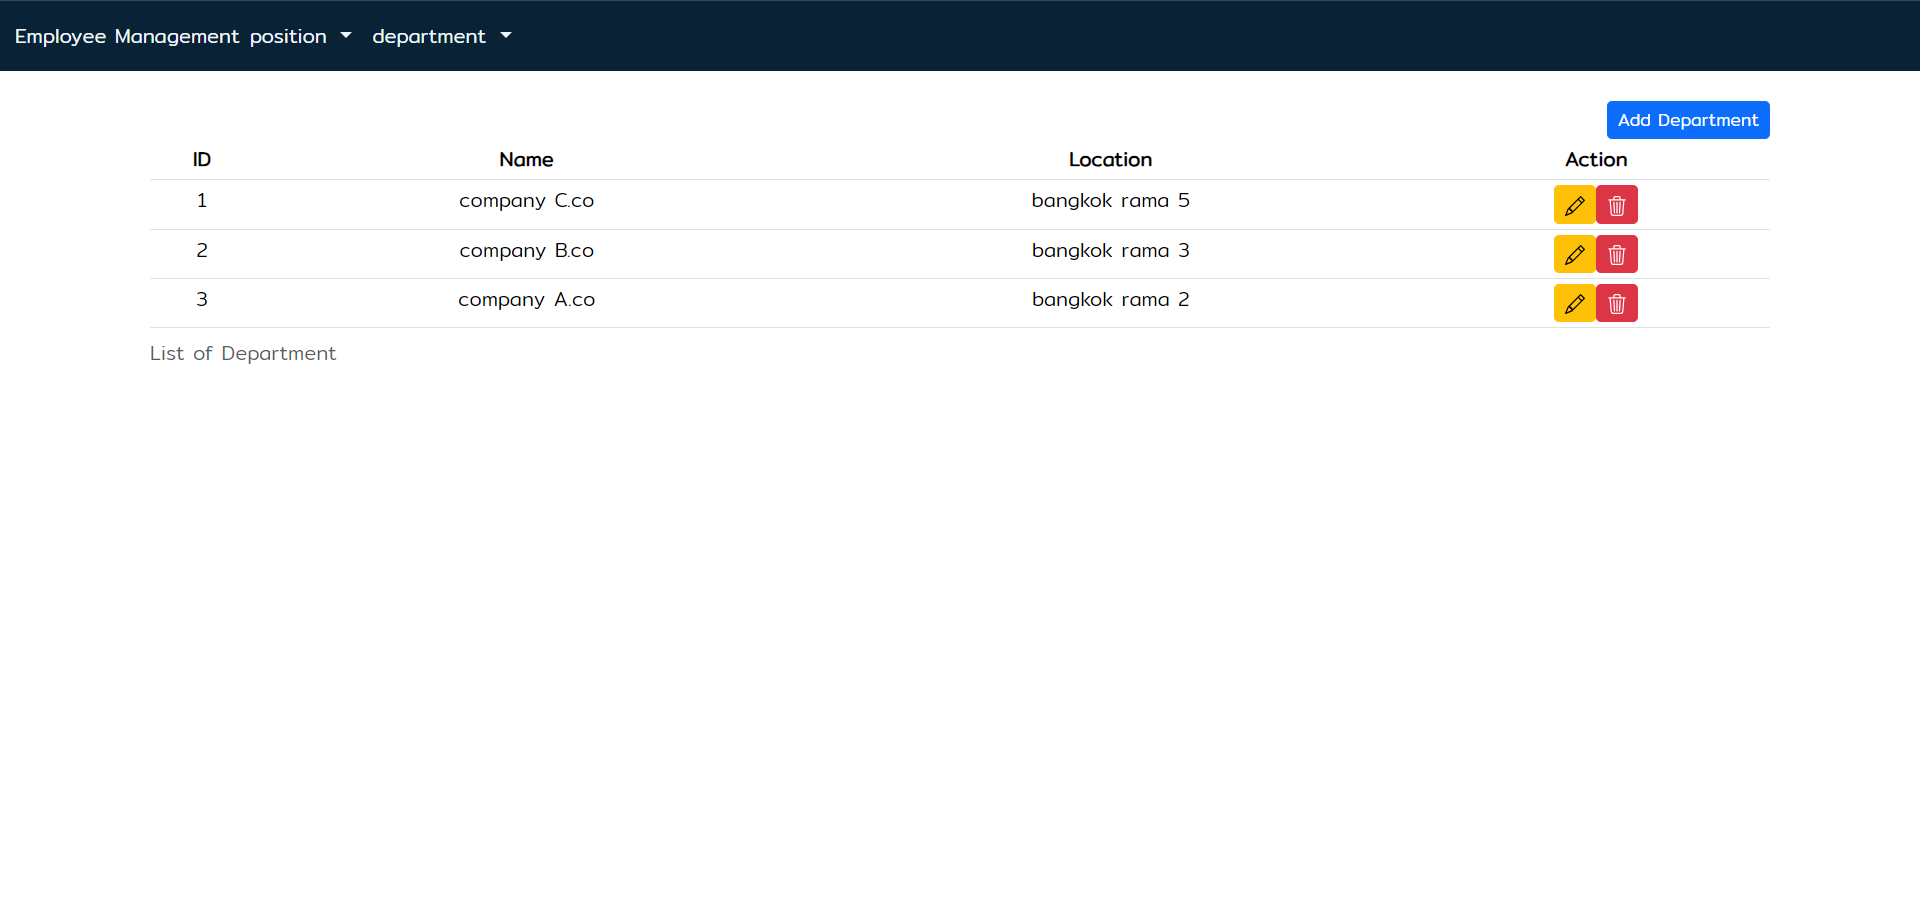 Employee Management position department
Add Department
ID Name Location Action
1 company C.co bangkok rama 5
2 company B.co bangkok rama 3
3 company A.co bangkok rama 2
List of Department